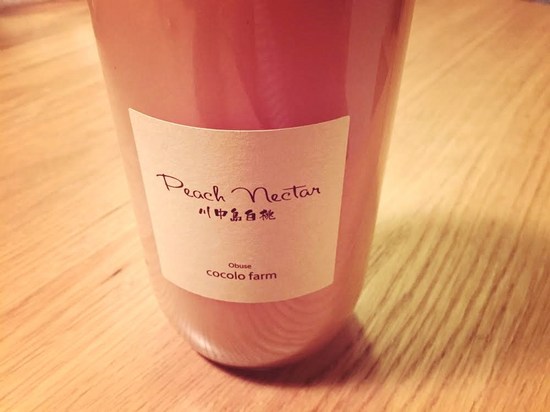 Peach Nectar
川中島白桃
Obuse
cocolo farm